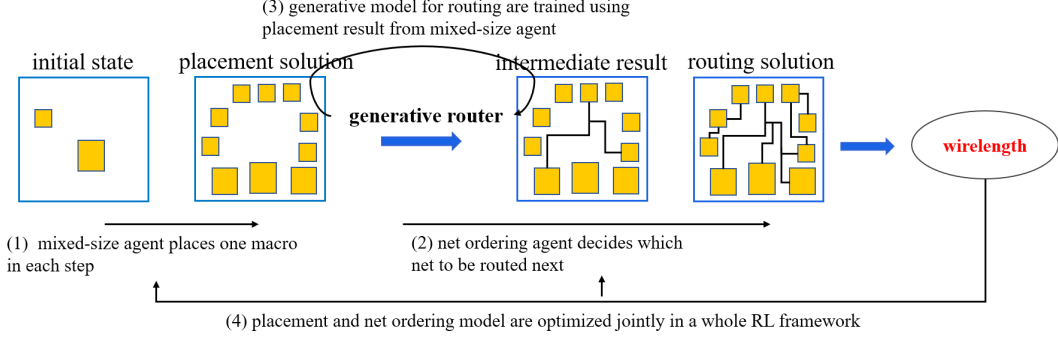 (3) generative model for routing are trained using
placement result from mixed-size agent
initial state
placement solution
intermediate result
routing solution
generative router
wirelength
(1) mixed-size agent places one macro
in each step
(2) net ordering agent decides which
net to be routed next
(4) placement and net ordering model are optimized jointly in a whole RL framework